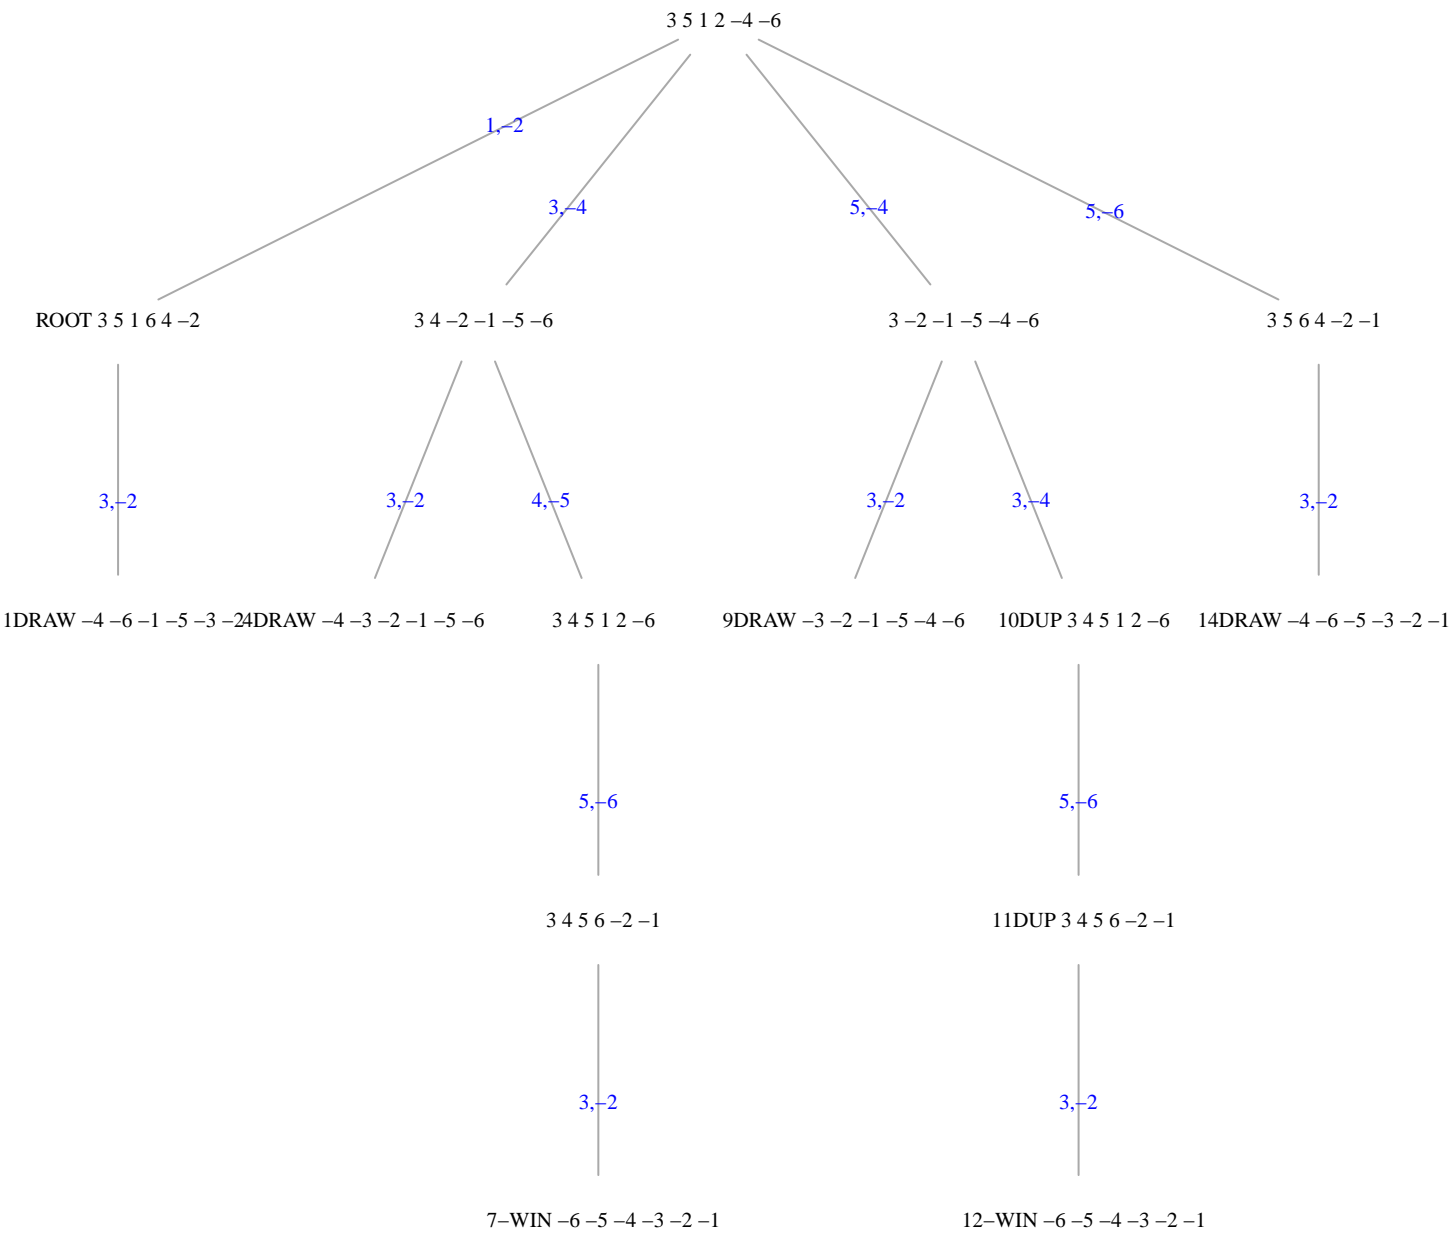 3 5 1 2 –4 –6
1,–2
3,–4
5,–4
5,–6
ROOT 3 5 1 6 4 –2
3 4 –2 –1 –5 –6
3 –2 –1 –5 –4 –6
3 5 6 4 –2 –1
3,–2
3,–2
4,–5
3,–2
3,–4
3,–2
1DRAW –4 –6 –1 –5 –3 –2
4DRAW –4 –3 –2 –1 –5 –6
3 4 5 1 2 –6
9DRAW –3 –2 –1 –5 –4 –6
10DUP 3 4 5 1 2 –6
14DRAW –4 –6 –5 –3 –2 –1
5,–6
5,–6
3 4 5 6 –2 –1
11DUP 3 4 5 6 –2 –1
3,–2
3,–2
7–WIN –6 –5 –4 –3 –2 –1
12–WIN –6 –5 –4 –3 –2 –1